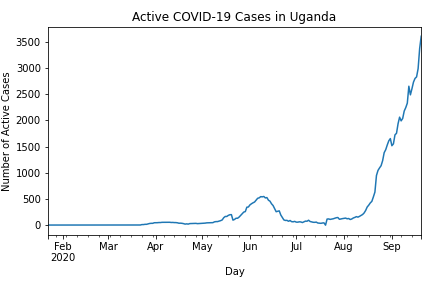 Active COVID-19 Cases in Uganda
Number of Active Cases
3500
3000
2500
2000
1500
1000
500
0
Feb Mar Apr May Jun Jul Aug Sep
2020
Day